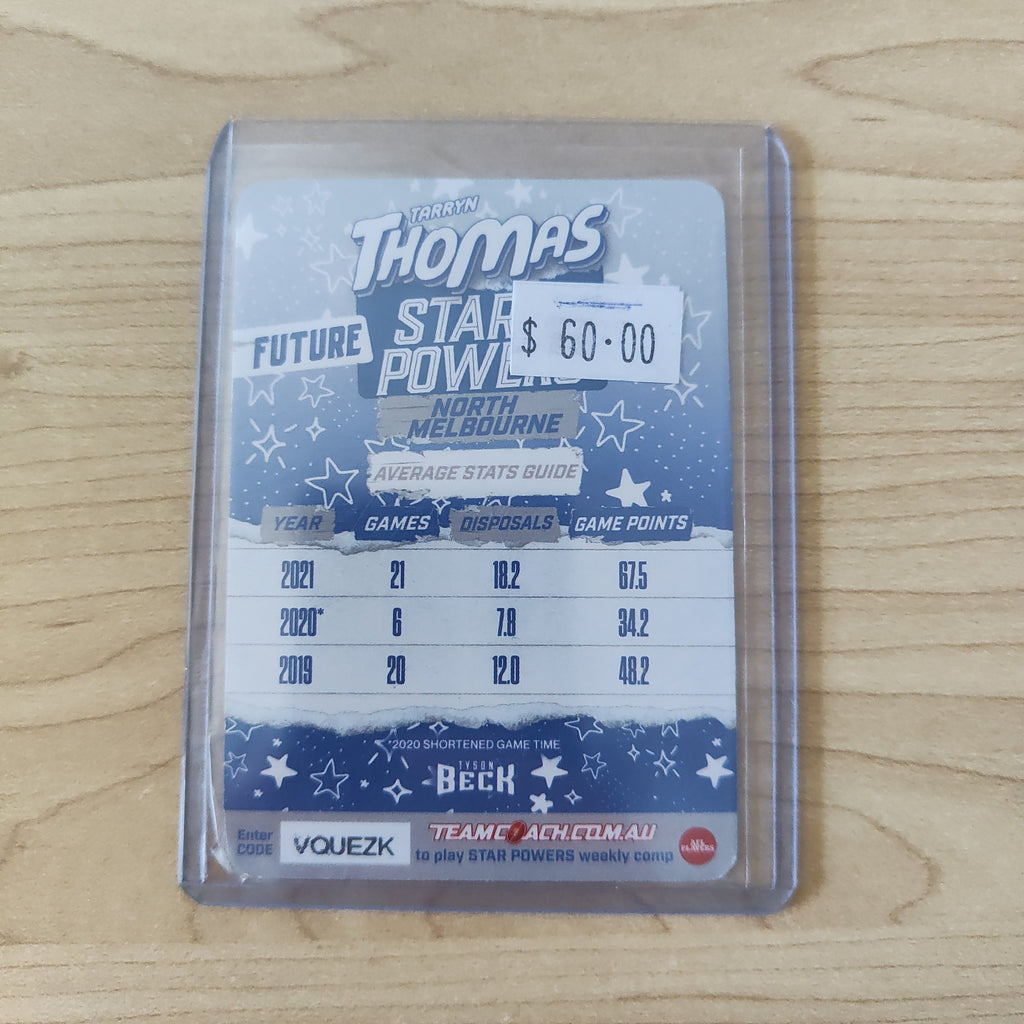 TARRYN
THOMAS
FUTURE
STAR
POWERS
$ 60.00
NORTH
MELBOURNE
AVERAGE STATS GUIDE
YEAR GAMES DISPOSALS GAME POINTS
2021 21 18.2 67.5
2020* 6 7.8 34.2
2019 20 12.0 48.2
*2020 SHORTENED GAME TIME
TYSON
BECK
Enter
CODE
VQUEZK
TEAMCOACH.COM.AU
to play STAR POWERS weekly comp
ALL
PLAYERS